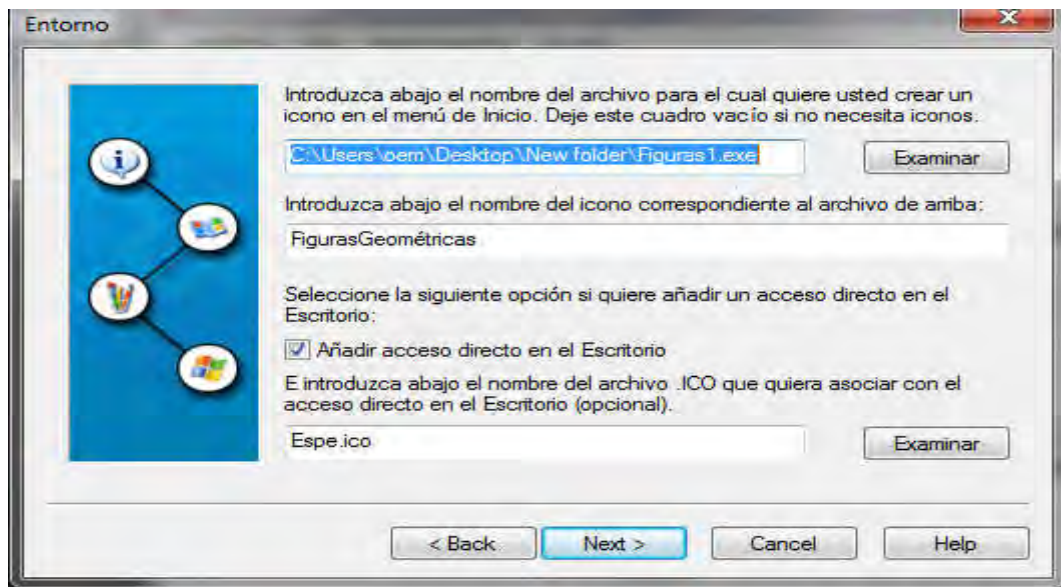 Entorno
Introduzca abajo el nombre del archivo para el cual quiere usted crear un
icono en el menú de Inicio. Deje este cuadro vacío si no necesita iconos.
C:\Users\oem\Desktop\New folder\Figuras1.exe
Examinar
Introduzca abajo el nombre del icono correspondiente al archivo de arriba:
FigurasGeométricas
Seleccione la siguiente opción si quiere añadir un acceso directo en el
Escritorio:
Añadir acceso directo en el Escritorio
E introduzca abajo el nombre del archivo .ICO que quiera asociar con el
acceso directo en el Escritorio (opcional).
Espe.ico
Examinar
< Back
Next >
Cancel
Help